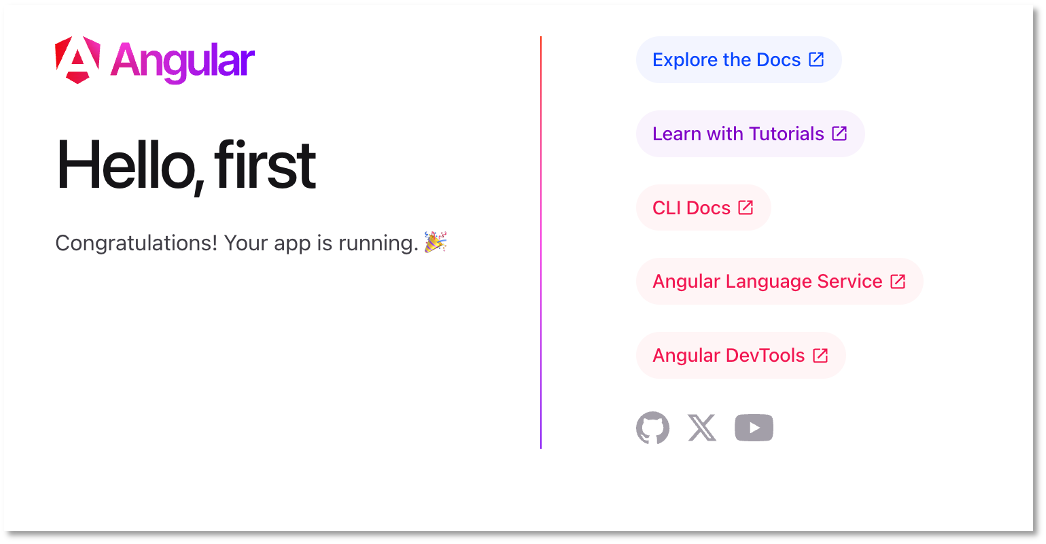 Angular
Hello, first
Congratulations! Your app is running. 🎉
Explore the Docs
Learn with Tutorials
CLI Docs
Angular Language Service
Angular DevTools